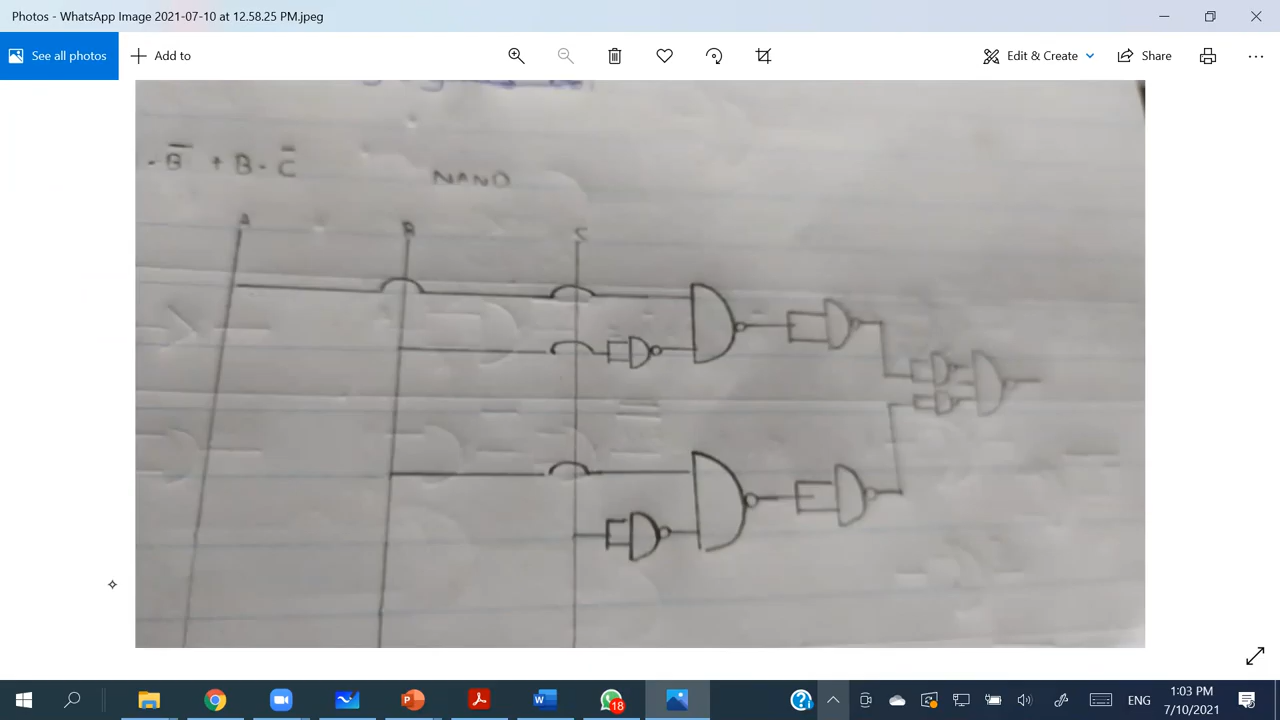 Photos - WhatsApp Image 2021-07-10 at 12.58.25 PM.jpeg
See all photos
Add to
Edit & Create
Share
- B̅ + B - C̅
NAND
A B C
18
ENG
1:03 PM
7/10/2021